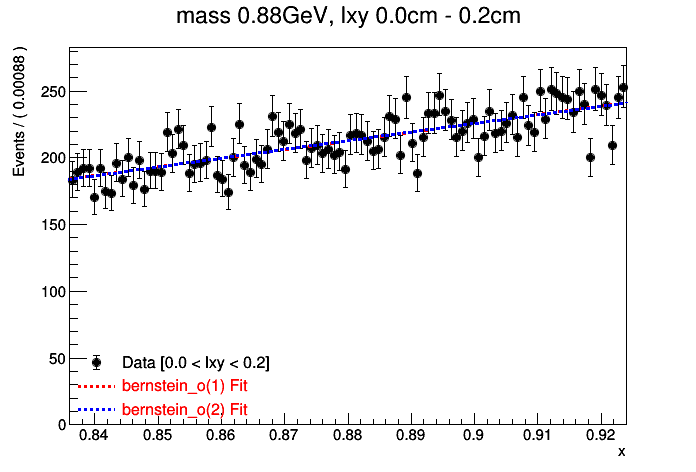 mass 0.88GeV, lxy 0.0cm - 0.2cm
Events / ( 0.00088 )
250
200
150
100
50
0
Data [0.0 < lxy < 0.2]
bernstein_o(1) Fit
bernstein_o(2) Fit
0.84 0.85 0.86 0.87 0.88 0.89 0.9 0.91 0.92
x